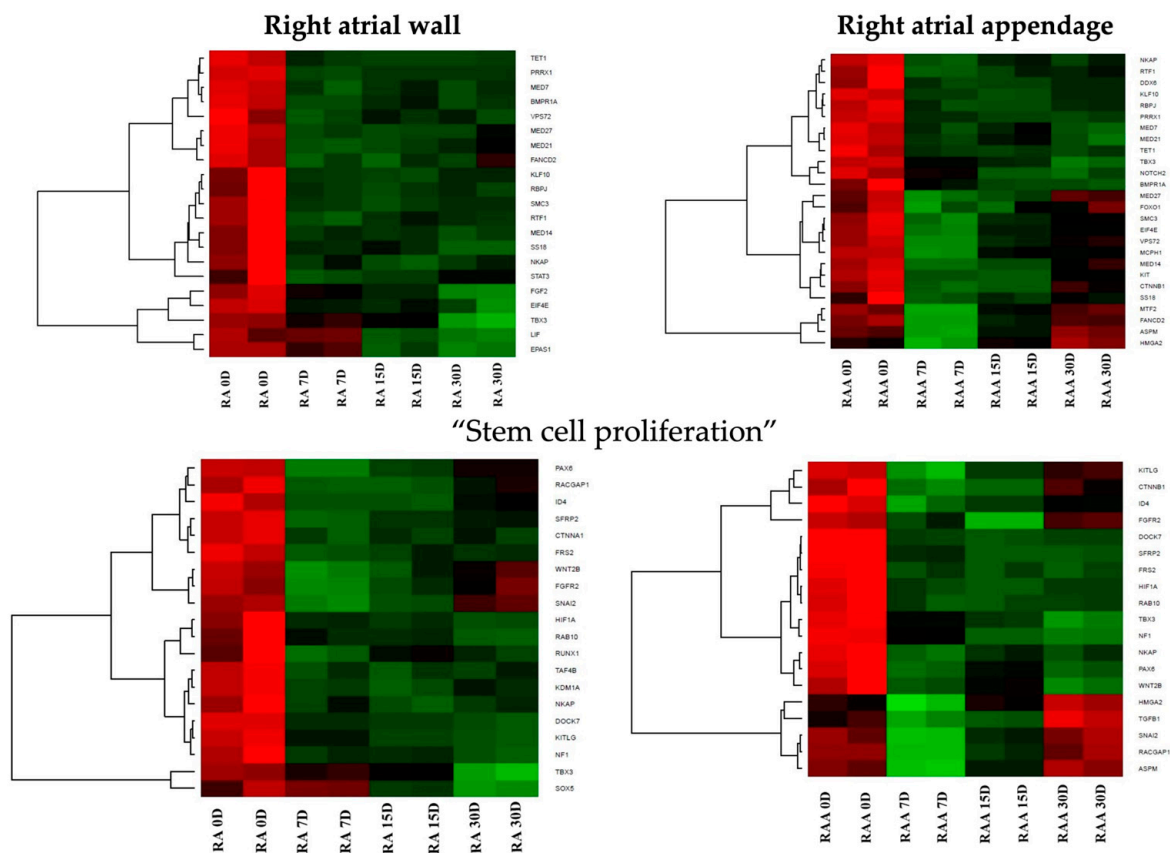 Right atrial wall
TET1
PRRX1
MED7
BMPR1A
VPS72
MED27
MED21
FANCD2
KLF10
RBPJ
SMC3
RTF1
MED14
SS18
NKAP
STAT3
FGF2
EIF4E
TBX3
LIF
EPAS1
RA 0D
RA 0D
RA 7D
RA 7D
RA 15D
RA 15D
RA 30D
RA 30D
Right atrial appendage
NKAP
RTF1
DDX6
KLF10
RBPJ
PRRX1
MED7
MED21
TET1
TBX3
NOTCH2
BMPR1A
MED27
FOXO1
SMC3
EIF4E
VPS72
MCPH1
MED14
KIT
CTNNB1
SS18
MTF2
FANCD2
ASPM
HMGA2
RAA 0D
RAA 0D
RAA 7D
RAA 7D
RAA 15D
RAA 15D
RAA 30D
RAA 30D
“Stem cell proliferation”
PAX6
RACGAP1
ID4
SFRP2
CTNNA1
FRS2
WNT2B
FGFR2
SNAI2
HIF1A
RAB10
RUNX1
TAF4B
KDM1A
NKAP
DOCK7
KITLG
NF1
TBX3
SOX5
RA 0D
RA 0D
RA 7D
RA 7D
RA 15D
RA 15D
RA 30D
RA 30D
KITLG
CTNNB1
ID4
FGFR2
DOCK7
SFRP2
FRS2
HIF1A
RAB10
TBX3
NF1
NKAP
PAX6
WNT2B
HMGA2
TGFB1
SNAI2
RACGAP1
ASPM
RAA 0D
RAA 0D
RAA 7D
RAA 7D
RAA 15D
RAA 15D
RAA 30D
RAA 30D